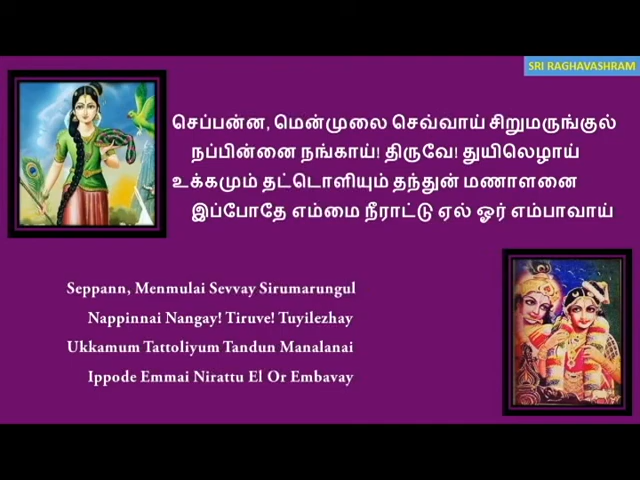 SRI RAGHAVASHRAM
செப்பன்ன, மென்முலை செவ்வாய் சிறுமருங்குல்
நப்பின்னை நங்காய்! திருவே! துயிலெழாய்
உக்கமும் தட்டொளியும் தந்துன் மணாளனை
இப்போதே எம்மை நீராட்டு ஏல் ஓர் எம்பாவாய்
Seppann, Menmulai Sevvay Sirumarungul
Nappinnai Nangay! Tiruve! Tuyilezhay
Ukkamum Tattoliyum Tandun Manalanai
Ippode Emmai Nirattu El Or Embavay